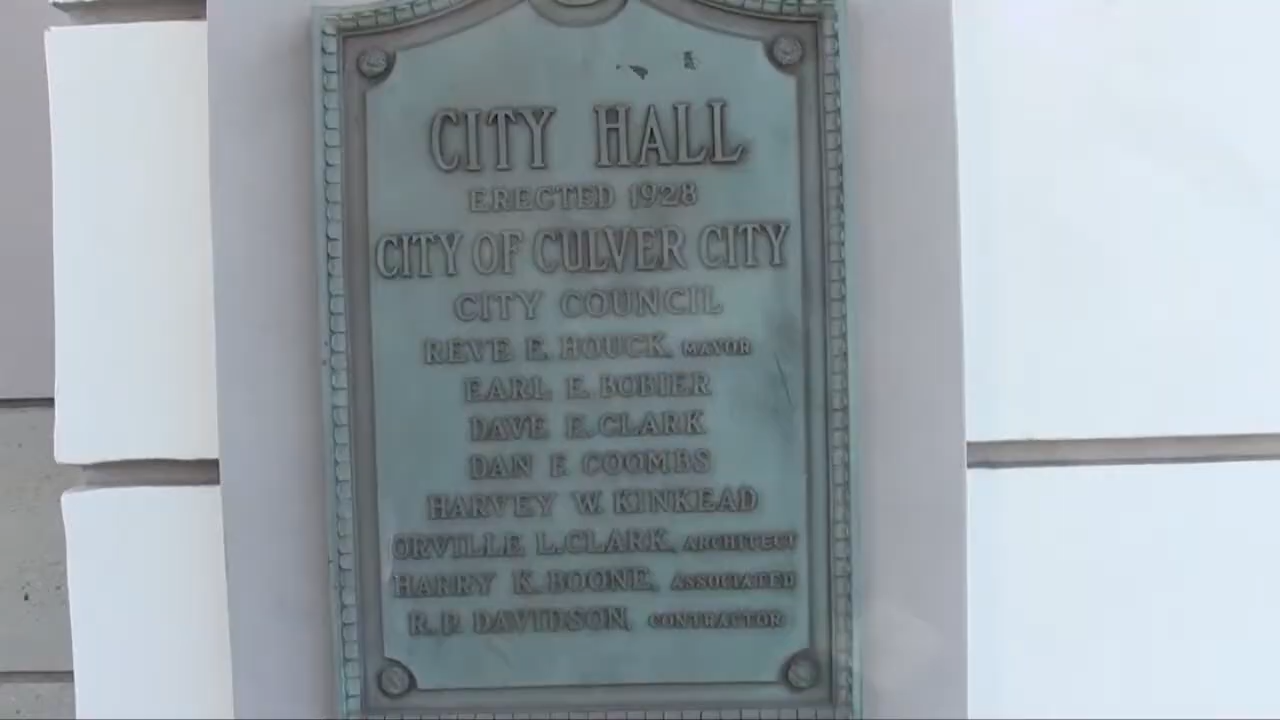 CITY HALL
ERECTED 1928
CITY OF CULVER CITY
CITY COUNCIL
REVE E. HOUCK, MAYOR
EARL E. BOBIER
DAVE E. CLARK
DAN F. COOMBS
HARVEY W. KINKEAD
ORVILLE L. CLARK, ARCHITECT
HARRY K. BOONE, ASSOCIATED
R. P. DAVIDSON, CONTRACTOR